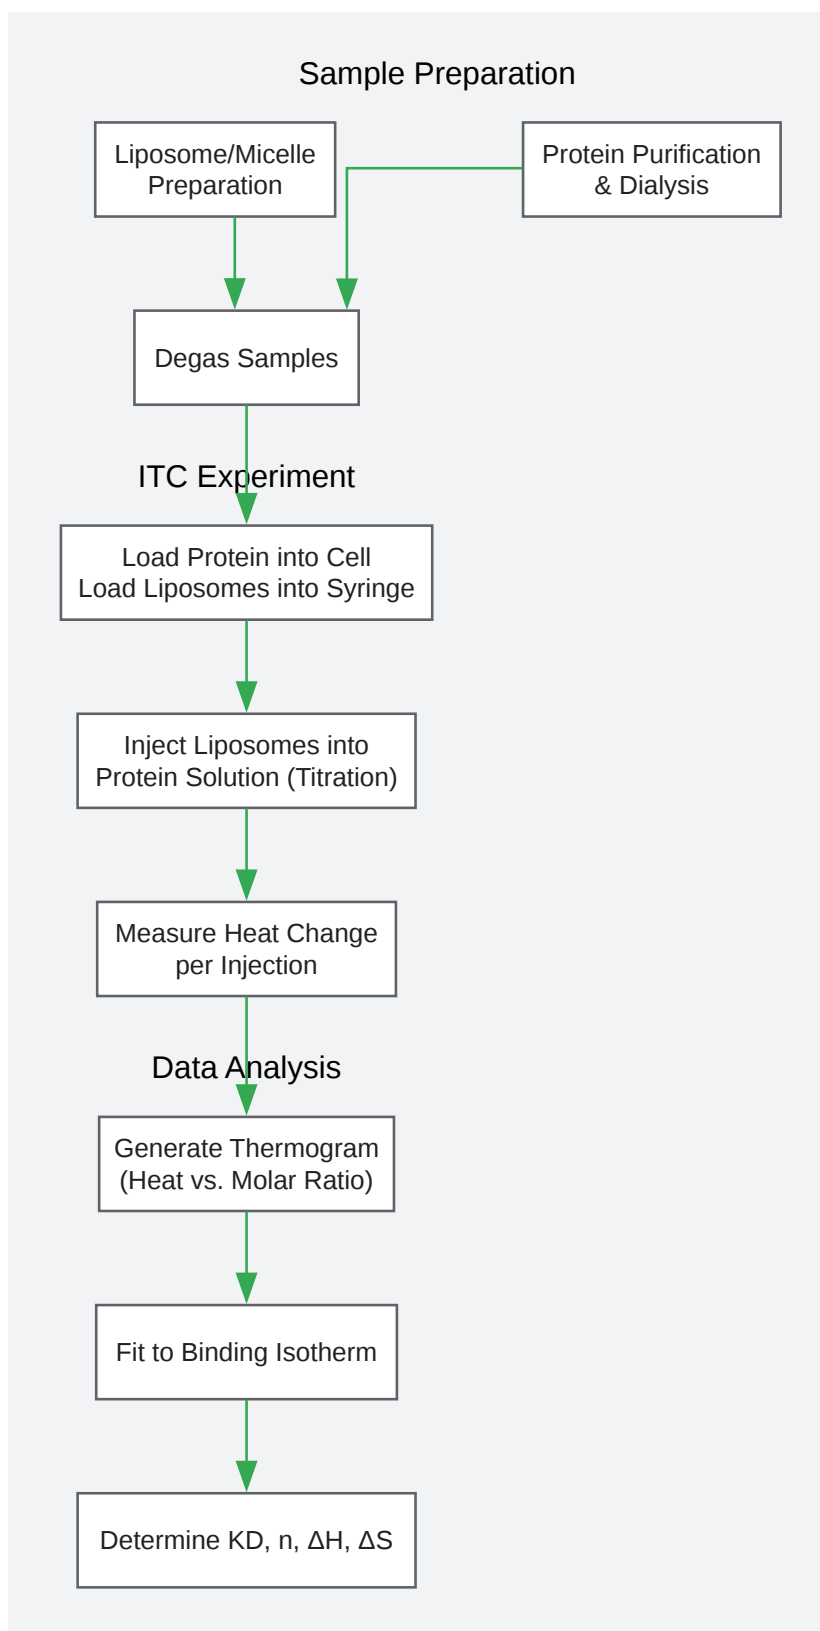 Sample Preparation
Liposome/Micelle
Preparation
Protein Purification
& Dialysis
Degas Samples
ITC Experiment
Load Protein into Cell
Load Liposomes into Syringe
Inject Liposomes into
Protein Solution (Titration)
Measure Heat Change
per Injection
Data Analysis
Generate Thermogram
(Heat vs. Molar Ratio)
Fit to Binding Isotherm
Determine KD, n, ΔH, ΔS